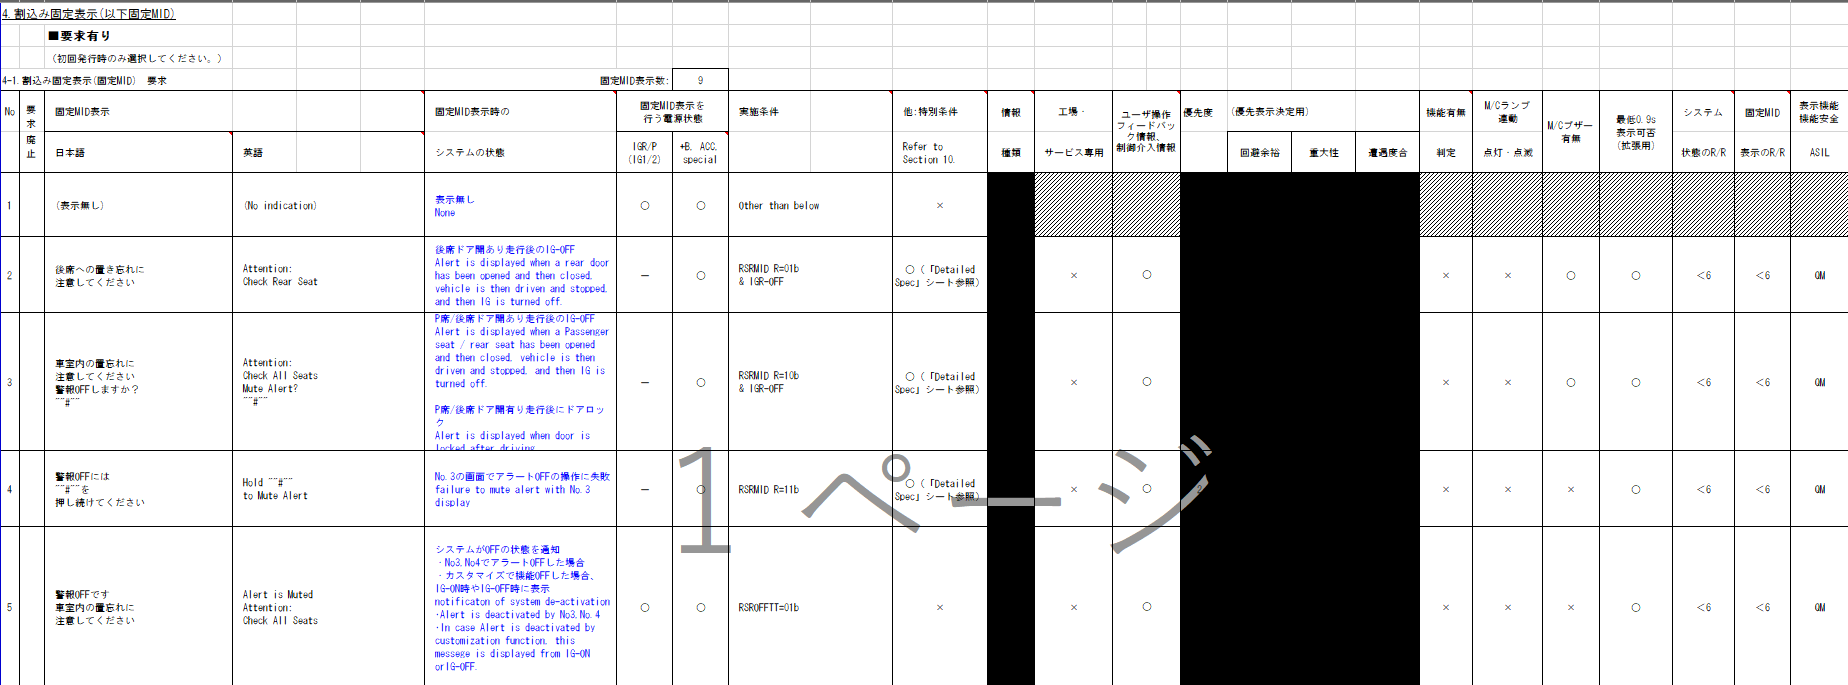 4.割込み固定表示(以下固定MID)
■要求有り
(初回発行時のみ選択してください。)
4-1.割込み固定表示(固定MID) 要求
固定MID表示数: 9
No
要求廃止
固定MID表示
日本語
英語
固定MID表示時の
システムの状態
固定MID表示を
行う電源状態
IGR/P
(IG1/2)
+B, ACC,
special
実施条件
他:特別条件
Refer to
Section 10.
情報
種類
工場・
サービス専用
ユーザ操作
フィードバッ
ク情報、
制御介入情報
優先度
(優先表示決定用)
回避余裕
重大性
遭遇度合
機能有無
判定
M/Cランプ
連動
点灯・点滅
M/Cブザー
有無
最低0.9s
表示可否
(拡張用)
システム
状態のR/R
固定MID
表示のR/R
表示機能
機能安全
ASIL
1
(表示無し)
(No indication)
表示無し
None
○
○
Other than below
×
2
後席への置き忘れに
注意してください
Attention:
Check Rear Seat
後席ドア開あり走行後のIG-OFF
Alert is displayed when a rear door
has been opened and then closed,
vehicle is then driven and stopped,
and then IG is turned off.
－
○
RSRMID R=01b
& IGR-OFF
○(「Detailed
Spec」シート参照)
×
○
×
×
○
○
<6
<6
QM
3
車室内の置忘れに
注意してください
警報OFFしますか?
~~#~~
Attention:
Check All Seats
Mute Alert?
~~#~~
P席/後席ドア開あり走行後のIG-OFF
Alert is displayed when a Passenger
seat / rear seat has been opened
and then closed, vehicle is then
driven and stopped, and then IG is
turned off.
P席/後席ドア開有り走行後にドアロッ
ク
Alert is displayed when door is
locked after driving
－
○
RSRMID R=10b
& IGR-OFF
○(「Detailed
Spec」シート参照)
×
○
×
×
○
○
<6
<6
QM
4
警報OFFには
~~#~~を
押し続けてください
Hold ~~#~~
to Mute Alert
No.3の画面でアラートOFFの操作に失敗
failure to mute alert with No.3
display
－
○
RSRMID R=11b
○(「Detailed
Spec」シート参照)
×
○
×
×
×
○
<6
<6
QM
1 ページ
5
警報OFFです
車室内の置忘れに
注意してください
Alert is Muted
Attention:
Check All Seats
システムがOFFの状態を通知
・No3,No4でアラートOFFした場合
・カスタマイズで機能OFFした場合、
IG-ON時やIG-OFF時に表示
notificaton of system de-activation
・Alert is deactivated by No3,No.4
・In case Alert is deactivated by
customization function, this
messege is displayed from IG-ON
orIG-OFF.
○
○
RSROFFTT=01b
×
×
○
×
×
×
○
<6
<6
QM